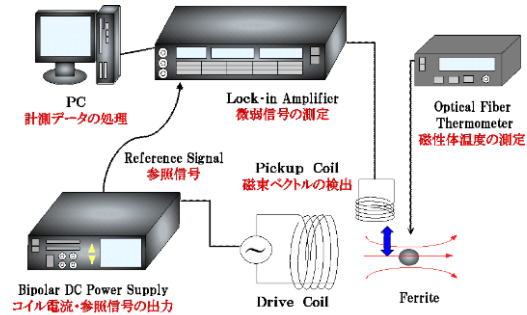 PC
計測データの処理
Lock-in Amplifier
微弱信号の測定
Optical Fiber
Thermometer
磁性体温度の測定
Reference Signal
参照信号
Pickup Coil
磁束ベクトルの検出
Bipolar DC Power Supply
コイル電流・参照信号の出力
Drive Coil
Ferrite